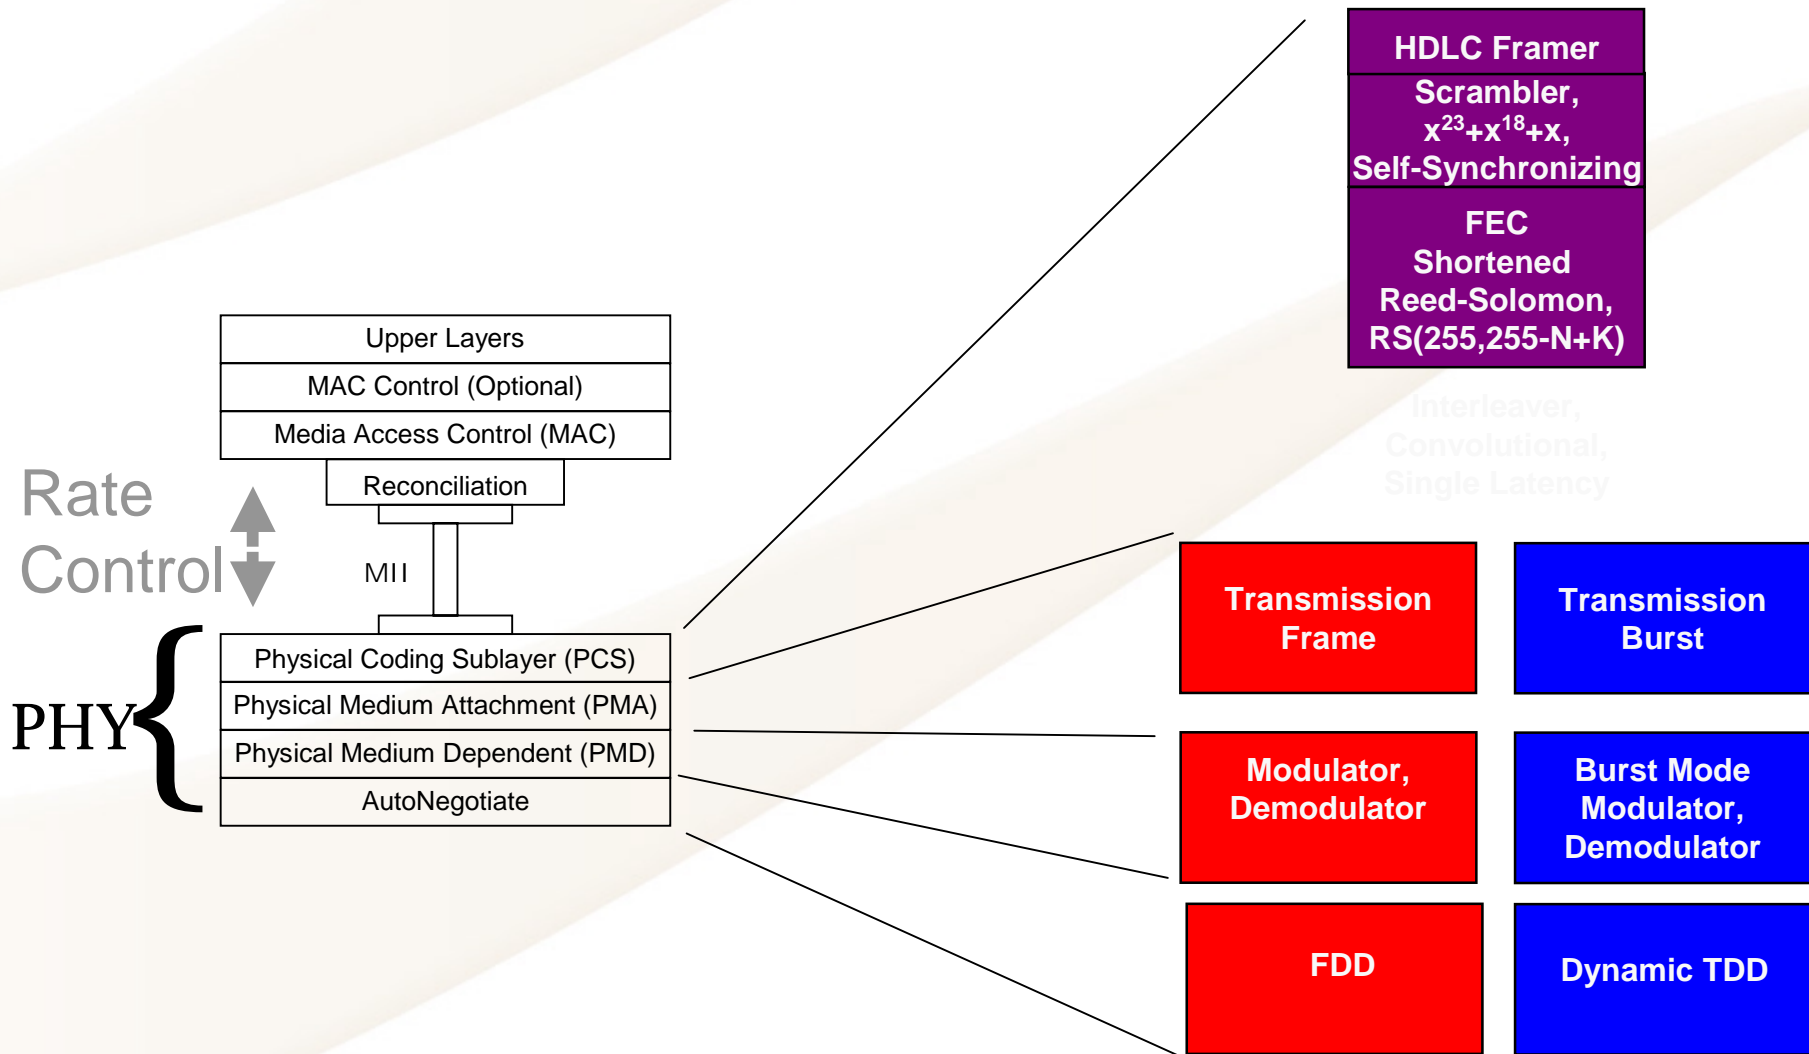 Upper Layers
MAC Control (Optional)
Media Access Control (MAC)
Reconciliation
Rate
Control
MII
PHY
{
Physical Coding Sublayer (PCS)
Physical Medium Attachment (PMA)
Physical Medium Dependent (PMD)
AutoNegotiate
HDLC Framer
Scrambler,
x²³+x¹⁸+x,
Self-Synchronizing
FEC
Shortened
Reed-Solomon,
RS(255,255-N+K)
Interleaver,
Convolutional,
Single Latency
Transmission
Frame
Transmission
Burst
Modulator,
Demodulator
Burst Mode
Modulator,
Demodulator
FDD
Dynamic TDD